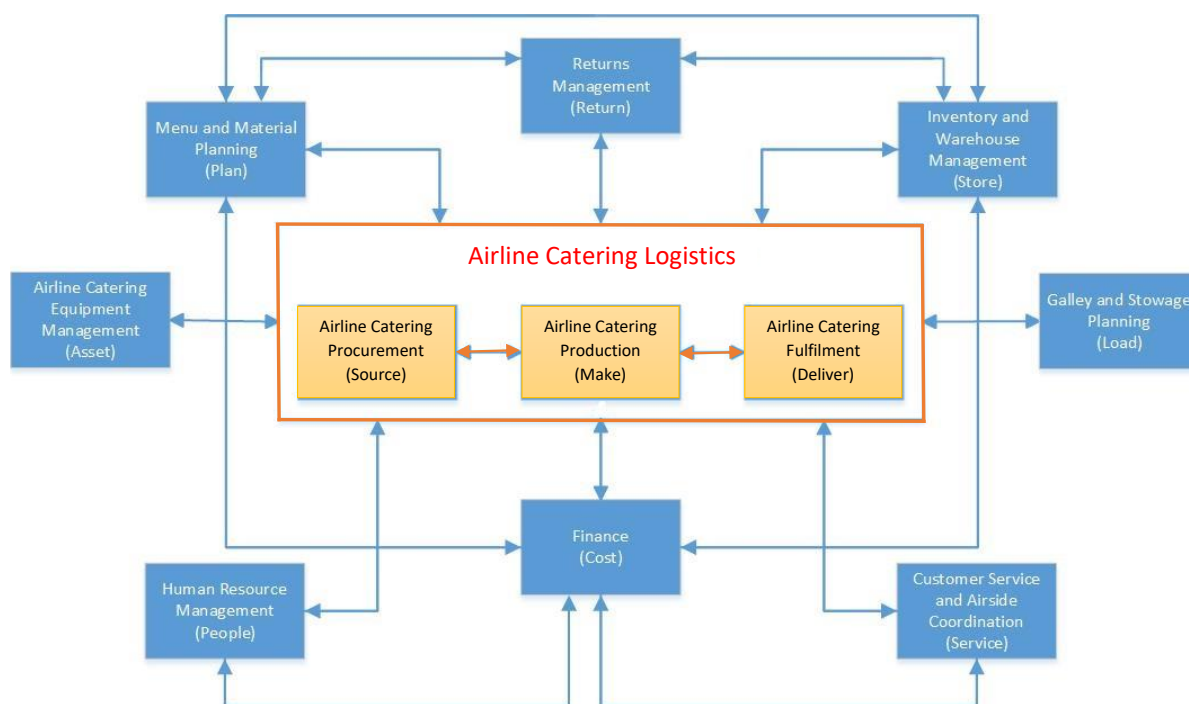 Returns
Management
(Return)
Menu and Material
Planning
(Plan)
Inventory and
Warehouse
Management
(Store)
Airline Catering Logistics
Airline Catering
Equipment
Management
(Asset)
Airline Catering
Procurement
(Source)
Airline Catering
Production
(Make)
Airline Catering
Fulfilment
(Deliver)
Galley and Stowage
Planning
(Load)
Finance
(Cost)
Human Resource
Management
(People)
Customer Service
and Airside
Coordination
(Service)